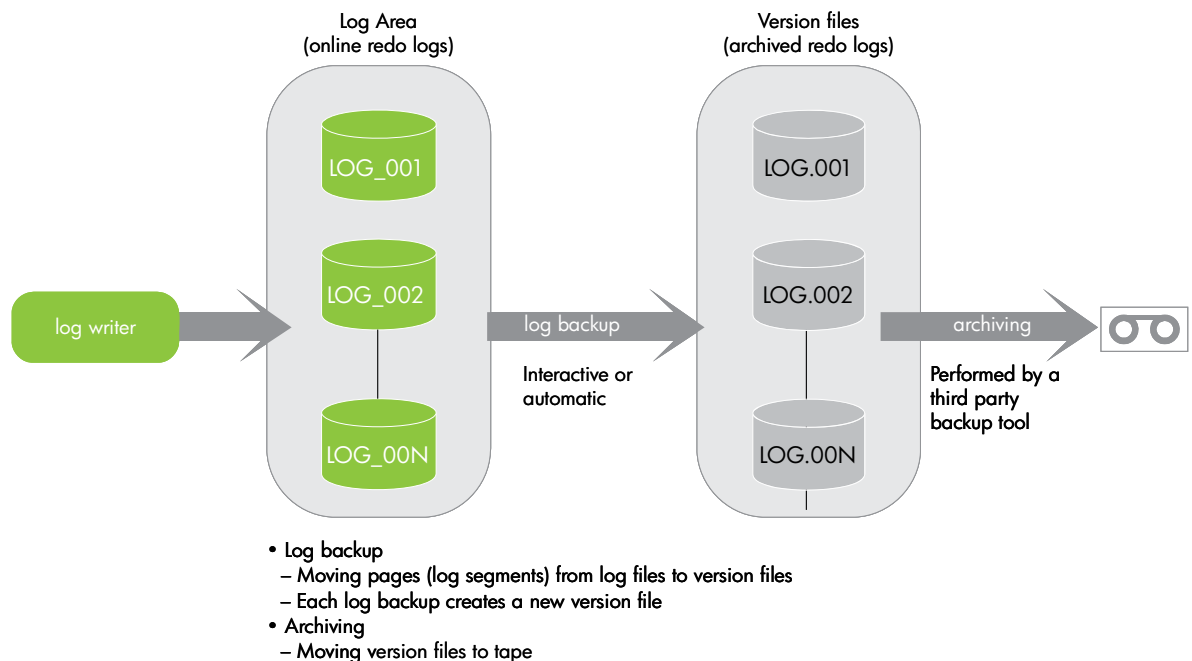 Log Area
(online redo logs)
Version files
(archived redo logs)
LOG_001
LOG.001
LOG_002
LOG.002
log writer
log backup
archiving
Interactive or
automatic
Performed by a
third party
backup tool
LOG_00N
LOG.00N
• Log backup
– Moving pages (log segments) from log files to version files
– Each log backup creates a new version file
• Archiving
– Moving version files to tape